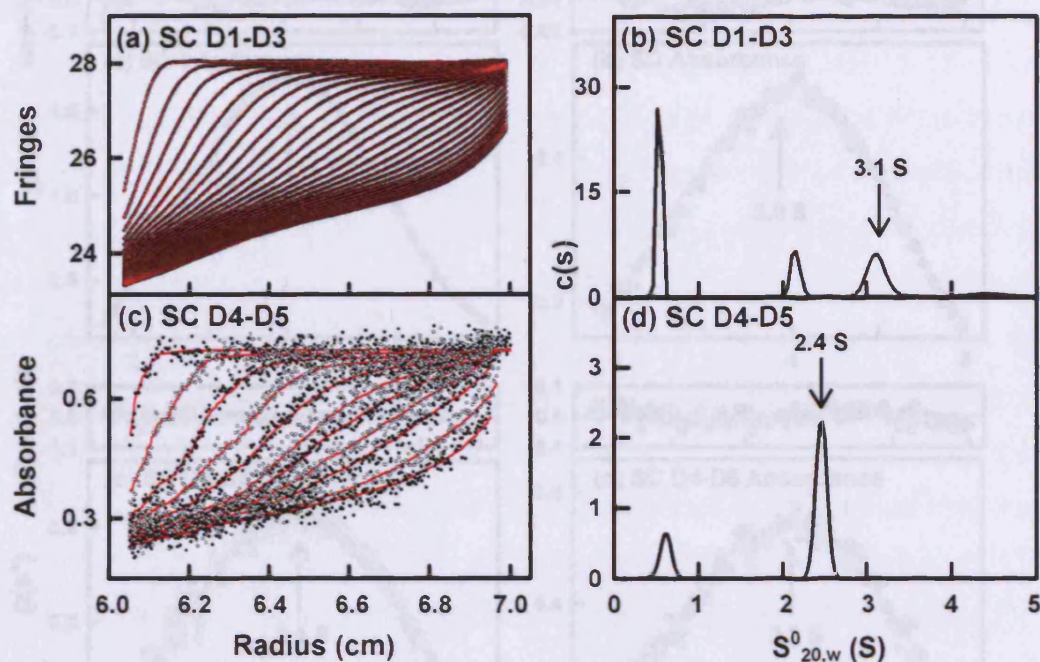 (a) SC D1-D3
28
26
24
Fringes
(b) SC D1-D3
30
15
0
3.1 S
c(s)
(c) SC D4-D5
0.6
0.3
Absorbance
6.0 6.2 6.4 6.6 6.8 7.0
Radius (cm)
(d) SC D4-D5
2.4 S
3
2
1
0
0 1 2 3 4 5
S⁰20,w (S)